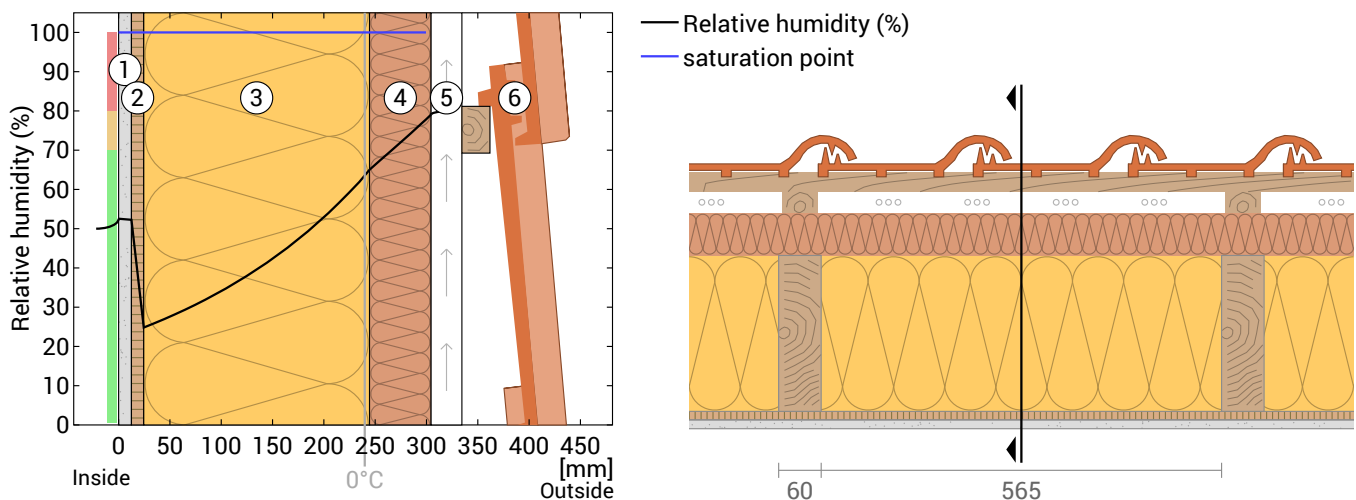 Relative humidity (%)
100
90
80
70
60
50
40
30
20
10
0
1
2
3
4
5
6
0 50 100 150 200 250 300 350 400 450
[mm]
Inside
0°C
Outside
Relative humidity (%)
saturation point
60
565